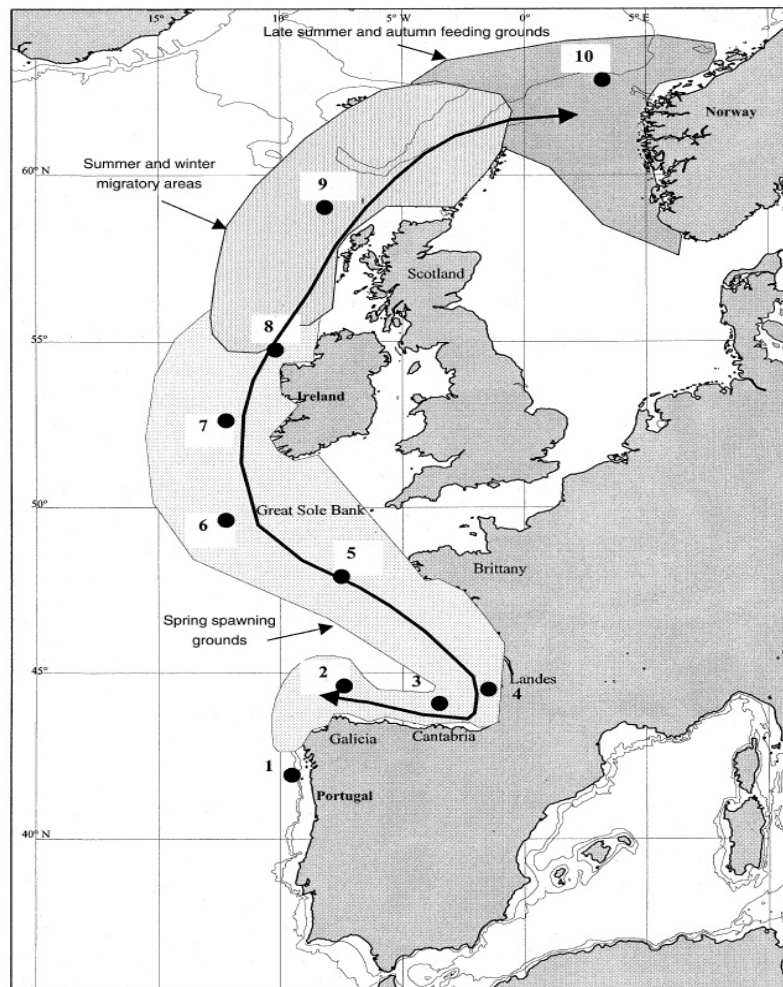 15° W
10° W
5° W
0° W
5° E
Late summer and autumn feeding grounds
10
Norway
60° N
Summer and winter
migratory areas
9
Scotland
55° N
8
Ireland
7
50° N
Great Sole Bank
6
5
Brittany
Spring spawning
grounds
45° N
2
3
Landes
4
Galicia
Cantabria
1
Portugal
40° N